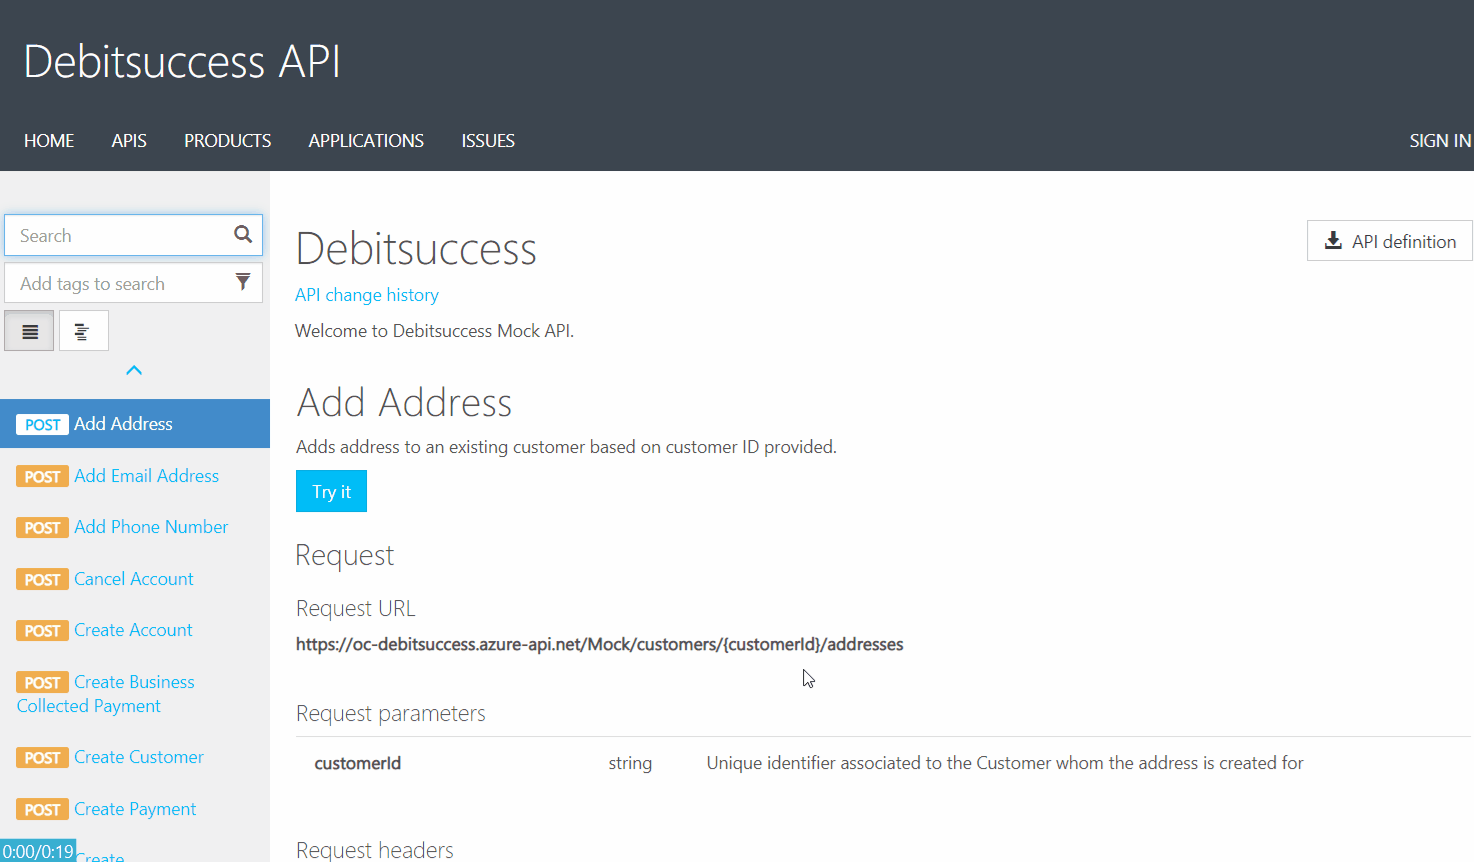 Debitsuccess API
HOME APIS PRODUCTS APPLICATIONS ISSUES SIGN IN
Search
Add tags to search
POST Add Address
POST Add Email Address
POST Add Phone Number
POST Cancel Account
POST Create Account
POST Create Business
Collected Payment
POST Create Customer
POST Create Payment
0:00/0:19 Create
Debitsuccess
API definition
API change history
Welcome to Debitsuccess Mock API.
Add Address
Adds address to an existing customer based on customer ID provided.
Try it
Request
Request URL
https://oc-debitsuccess.azure-api.net/Mock/customers/{customerId}/addresses
Request parameters
customerId string Unique identifier associated to the Customer whom the address is created for
Request headers